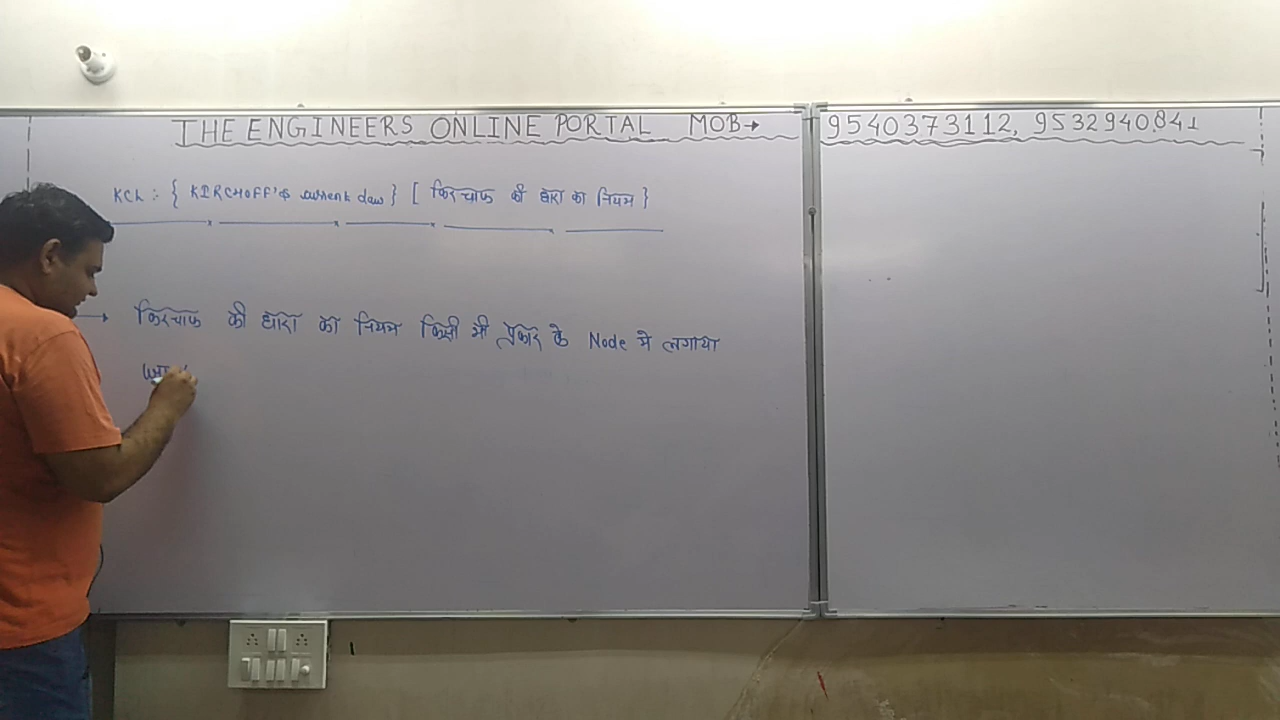 THE ENGINEERS ONLINE PORTAL MOB→ 9540373112, 9532940841
KCL :- { KIRCHOFF's current Law } [ किरचाफ की धारा का नियम }
→ किरचाफ की धारा का नियम किसी भी प्रकार के Node मे लगाया